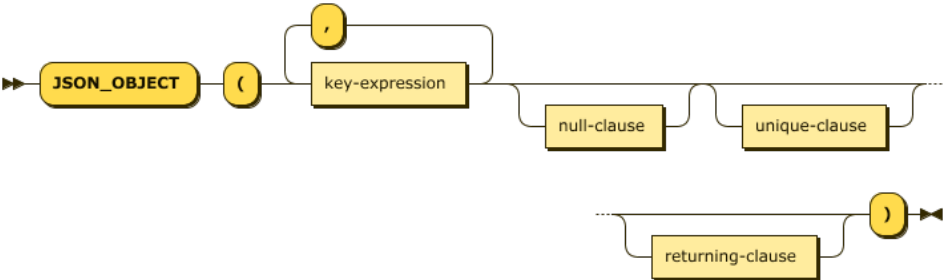 ,
JSON_OBJECT ( key-expression
null-clause unique-clause
)
returning-clause